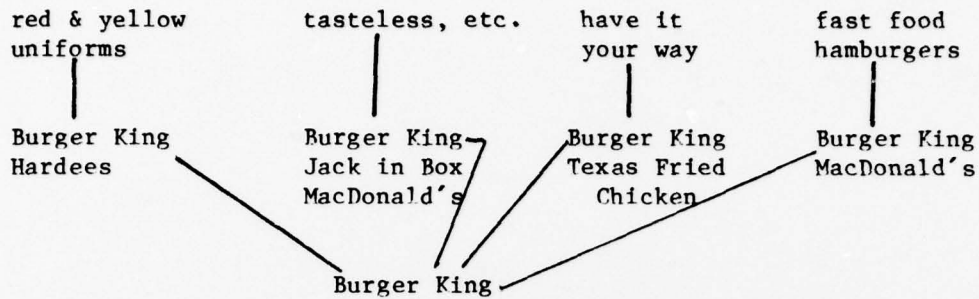 red & yellow
uniforms
tasteless, etc.
have it
your way
fast food
hamburgers
Burger King
Hardees
Burger King
Jack in Box
MacDonald's
Burger King
Texas Fried
Chicken
Burger King
MacDonald's
Burger King